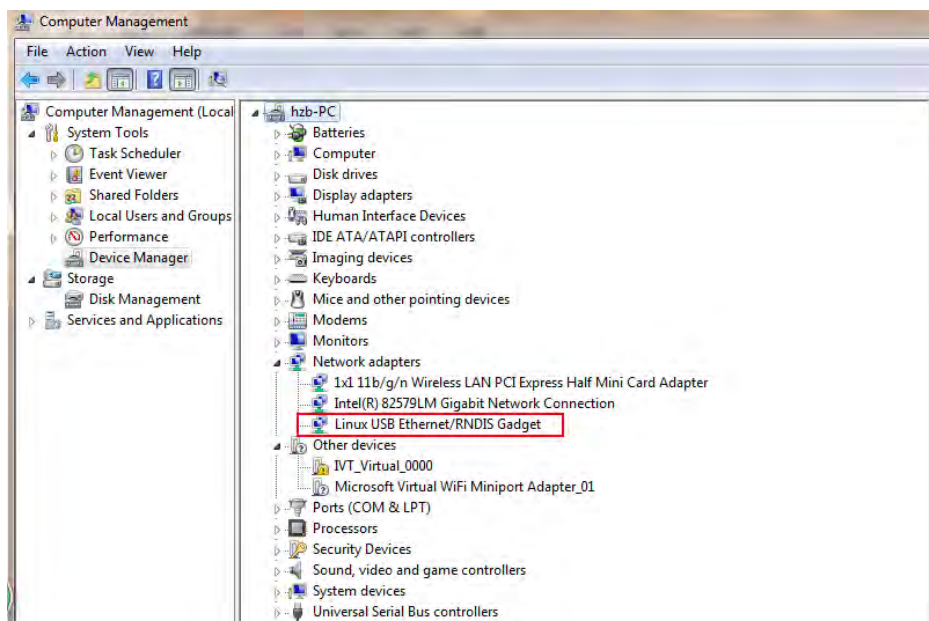 Computer Management
File Action View Help
Computer Management (Local
System Tools
Task Scheduler
Event Viewer
Shared Folders
Local Users and Groups
Performance
Device Manager
Storage
Disk Management
Services and Applications
hzb-PC
Batteries
Computer
Disk drives
Display adapters
Human Interface Devices
IDE ATA/ATAPI controllers
Imaging devices
Keyboards
Mice and other pointing devices
Modems
Monitors
Network adapters
1x1 11b/g/n Wireless LAN PCI Express Half Mini Card Adapter
Intel(R) 82579LM Gigabit Network Connection
Linux USB Ethernet/RNDIS Gadget
Other devices
IVT_Virtual_0000
Microsoft Virtual WiFi Miniport Adapter_01
Ports (COM & LPT)
Processors
Security Devices
Sound, video and game controllers
System devices
Universal Serial Bus controllers